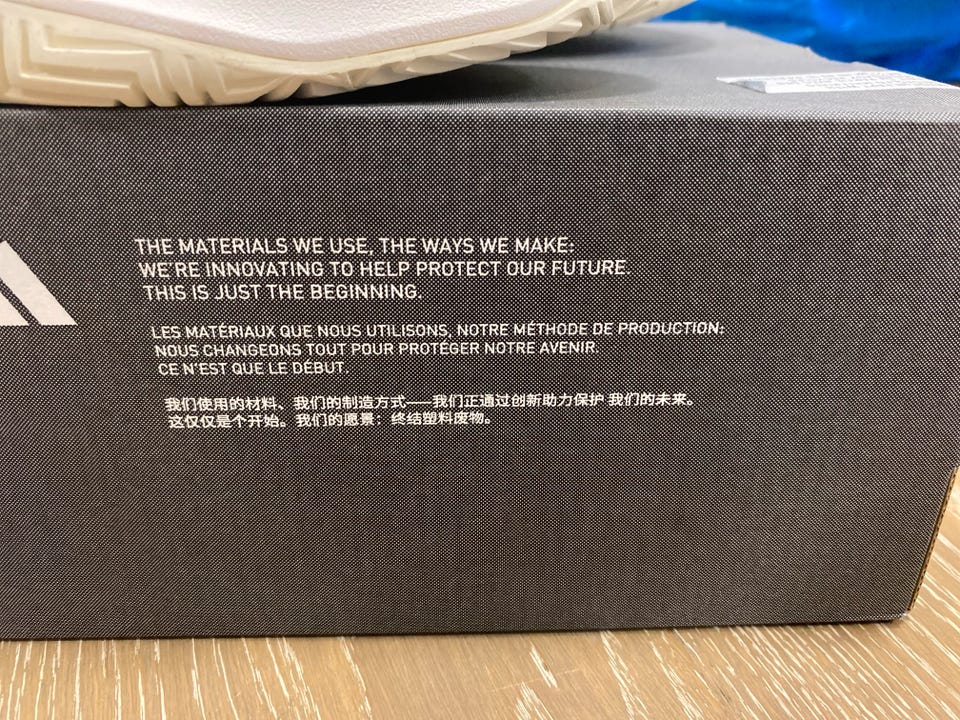 THE MATERIALS WE USE, THE WAYS WE MAKE:
WE'RE INNOVATING TO HELP PROTECT OUR FUTURE.
THIS IS JUST THE BEGINNING.
LES MATÉRIAUX QUE NOUS UTILISONS, NOTRE MÉTHODE DE PRODUCTION:
NOUS CHANGEONS TOUT POUR PROTÉGER NOTRE AVENIR.
CE N'EST QUE LE DÉBUT.
我们使用的材料、我们的制造方式——我们正通过创新助力保护 我们的未来。
这仅仅是个开始。我们的愿景：终结塑料废物。